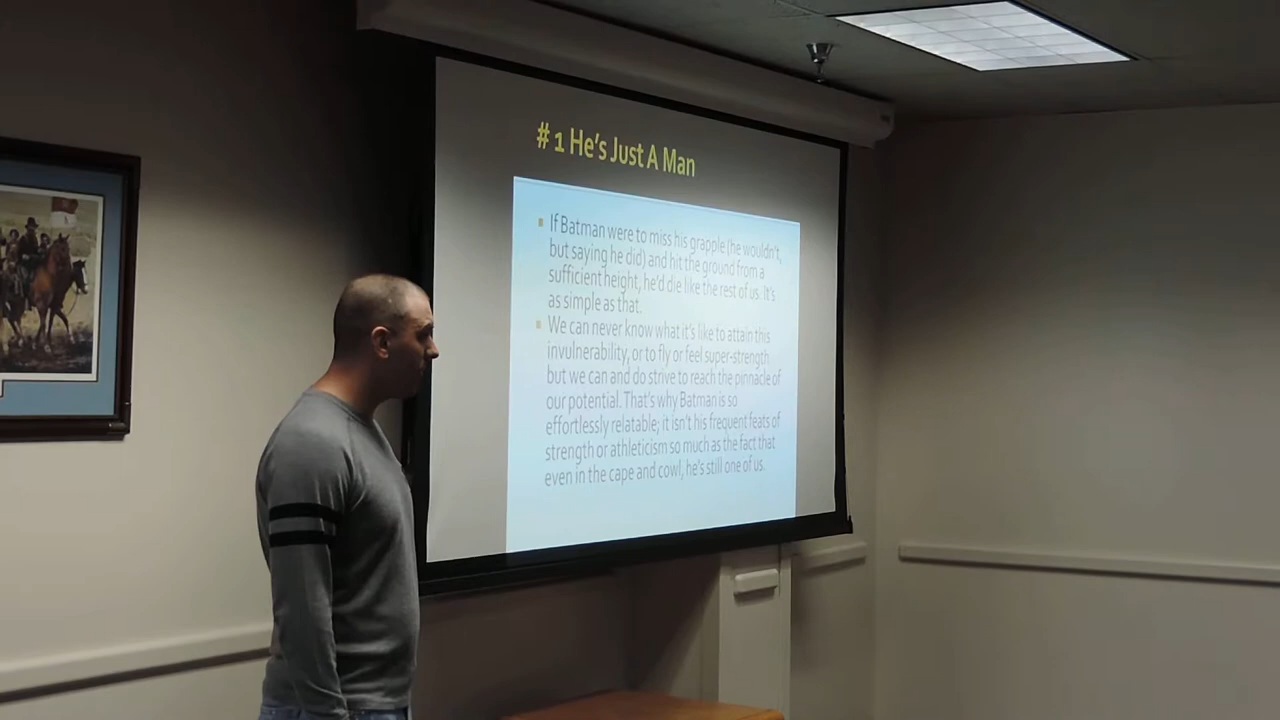 # 1 He's Just A Man
If Batman were to miss his grapple (he wouldn't,
but saying he did) and hit the ground from a
sufficient height, he'd die like the rest of us. It's
as simple as that.
We can never know what it's like to attain this
invulnerability, or to fly or feel super-strength
but we can and do strive to reach the pinnacle of
our potential. That's why Batman is so
effortlessly relatable; it isn't his frequent feats of
strength or athleticism so much as the fact that
even in the cape and cowl, he's still one of us.